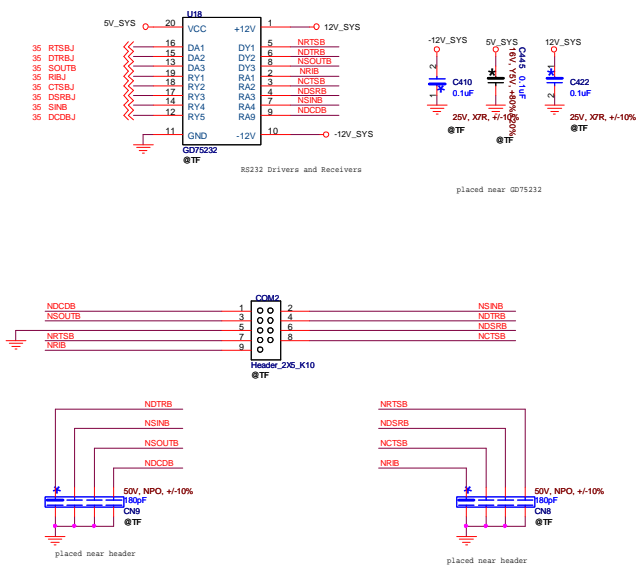 U18
5V_SYS 20 VCC +12V 1 12V_SYS
35 RTSBJ 16 DA1 DY1 5 NRTSB
35 DTRBJ 15 DA2 DY2 6 NDTRB
35 SOUTB 13 DA3 DY3 8 NSOUTB
35 RIBJ 19 RY1 RA1 2 NRIB
35 CTSBJ 18 RY2 RA2 3 NCTSB
35 DSRBJ 17 RY3 RA3 4 NDSRB
35 SINB 14 RY4 RA4 7 NSINB
35 DCDBJ 12 RY5 RA9 9 NDCDB
11 GND -12V 10 -12V_SYS
GD75232
@TF
RS232 Drivers and Receivers
-12V_SYS 5V_SYS 12V_SYS
2 C410 1
0.1uF
25V, X7R, +/-10%
@TF
C445 0.1uF
16V, Y5V, +80%-20%
@TF
1 C422 2
0.1uF
25V, X7R, +/-10%
@TF
placed near GD75232
COM2
NDCDB 1 2 NSINB
NSOUTB 3 4 NDTRB
5 6 NDSRB
NRTSB 7 8 NCTSB
NRIB 9
Header_2X5_K10
@TF
NDTRB
NSINB
NSOUTB
NDCDB
50V, NPO, +/-10%
180pF
CN9
@TF
placed near header
NRTSB
NDSRB
NCTSB
NRIB
50V, NPO, +/-10%
180pF
CN8
@TF
placed near header